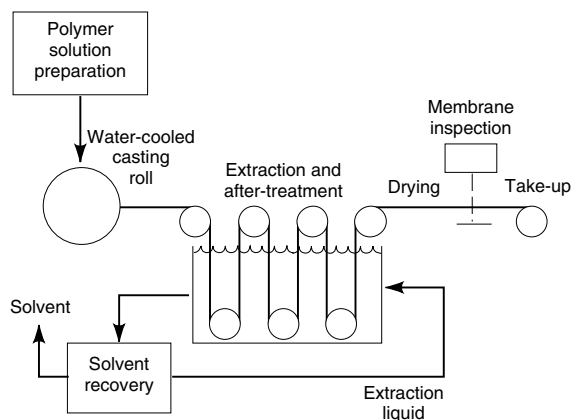 Polymer
solution
preparation
Water-cooled
casting
roll
Extraction and
after-treatment
Membrane
inspection
Drying
Take-up
Solvent
Solvent
recovery
Extraction
liquid